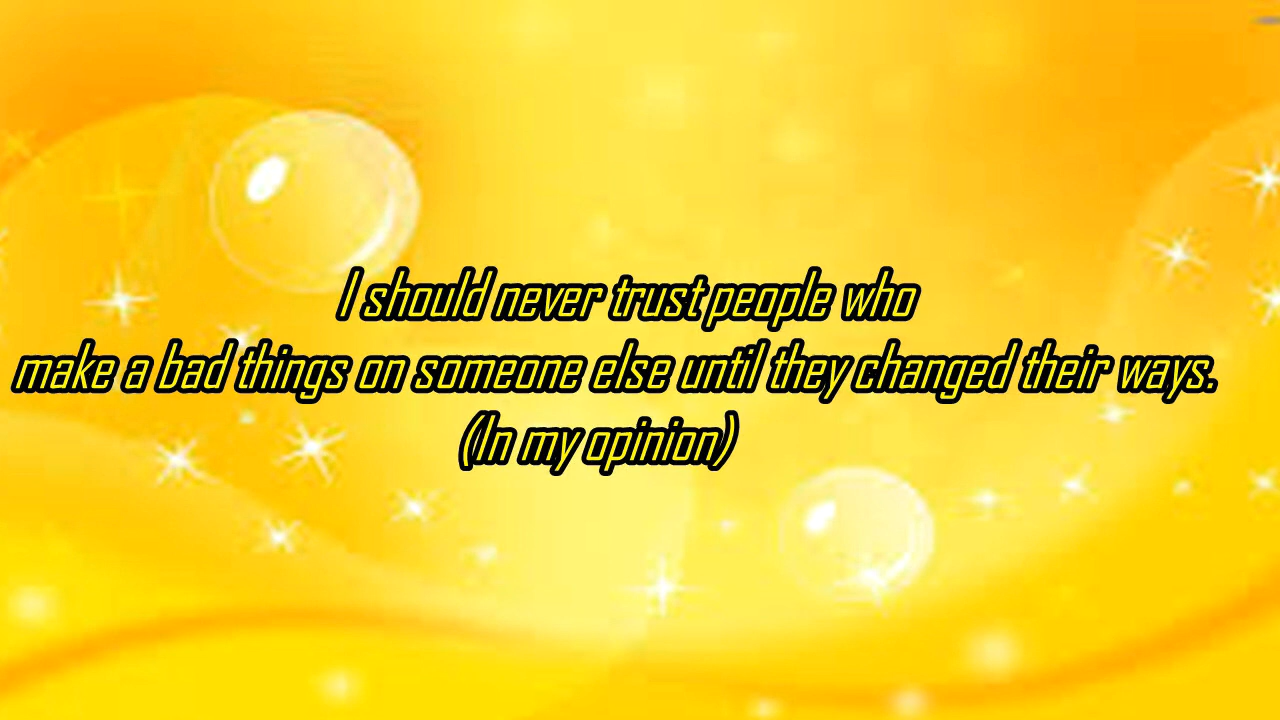 I should never trust people who
make a bad things on someone else until they changed their ways.
(In my opinion)